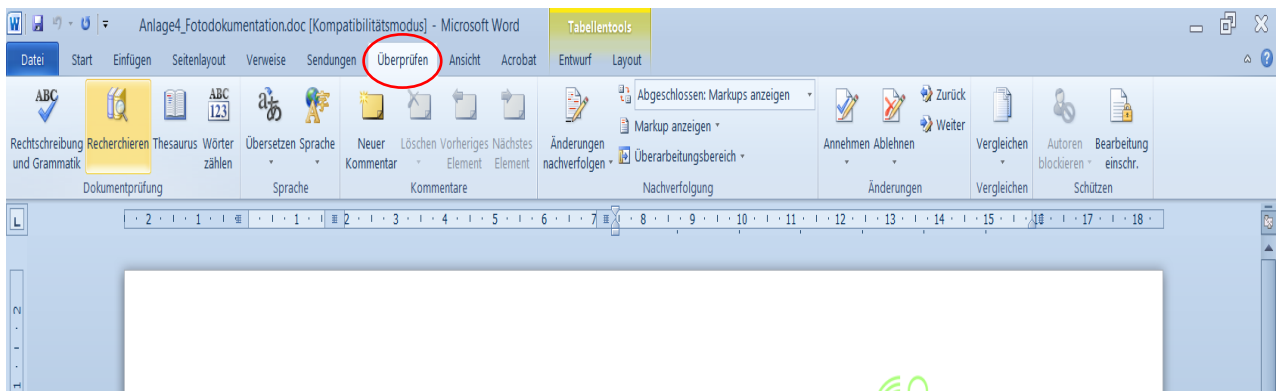 Anlage4_Fotodokumentation.doc [Kompatibilitätsmodus] - Microsoft Word
Tabellentools
Datei Start Einfügen Seitenlayout Verweise Sendungen Überprüfen Ansicht Acrobat Entwurf Layout
ABC
Rechtschreibung und Grammatik
Recherchieren
Thesaurus
ABC
123
Wörter zählen
Dokumentprüfung
Übersetzen
Sprache
Sprache
Neuer Kommentar
Löschen
Vorheriges Element
Nächstes Element
Kommentare
Änderungen nachverfolgen
Abgeschlossen: Markups anzeigen
Markup anzeigen
Überarbeitungsbereich
Nachverfolgung
Annehmen
Ablehnen
Zurück
Weiter
Änderungen
Vergleichen
Vergleichen
Autoren blockieren
Bearbeitung einschr.
Schützen
L
2 1 1 2 3 4 5 6 7 8 9 10 11 12 13 14 15 16 17 18
2
1